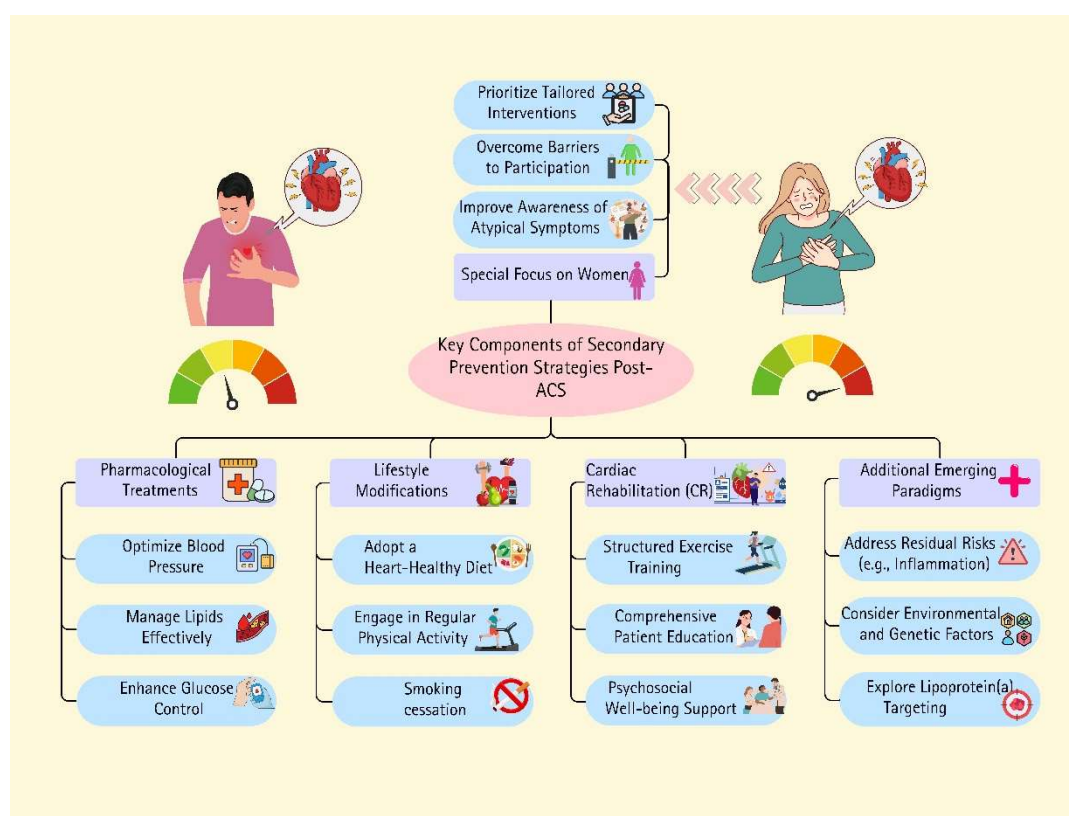 Prioritize Tailored
Interventions
Overcome Barriers
to Participation
Improve Awareness of
Atypical Symptoms
Special Focus on Women
Key Components of Secondary
Prevention Strategies Post-
ACS
Pharmacological
Treatments
Optimize Blood
Pressure
Manage Lipids
Effectively
Enhance Glucose
Control
Lifestyle
Modifications
Adopt a
Heart-Healthy Diet
Engage in Regular
Physical Activity
Smoking
cessation
Cardiac
Rehabilitation (CR)
Structured Exercise
Training
Comprehensive
Patient Education
Psychosocial
Well-being Support
Additional Emerging
Paradigms
Address Residual Risks
(e.g., Inflammation)
Consider Environmental
and Genetic Factors
Explore Lipoprotein(a)
Targeting